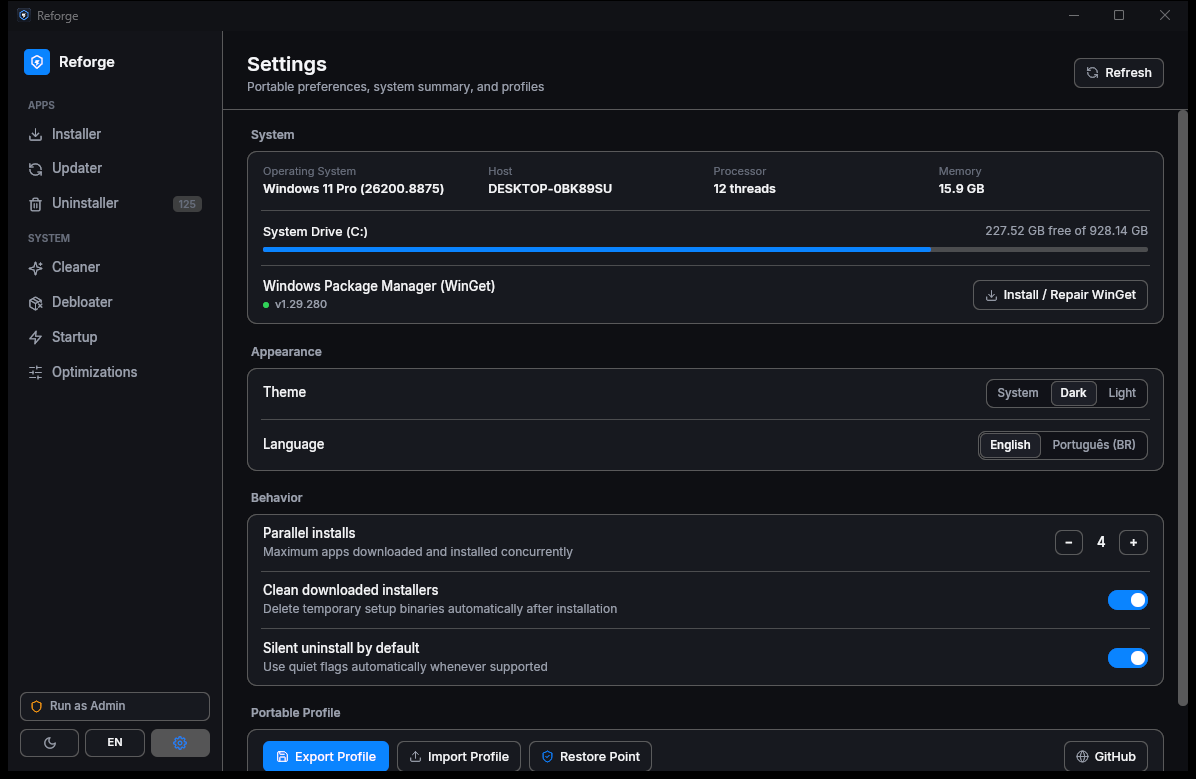 Reforge
Reforge
APPS
Installer
Updater
Uninstaller 125
SYSTEM
Cleaner
Debloater
Startup
Optimizations
Run as Admin
EN
Settings
Portable preferences, system summary, and profiles
Refresh
System
Operating System Host Processor Memory
Windows 11 Pro (26200.8875) DESKTOP-0BK89SU 12 threads 15.9 GB
System Drive (C:) 227.52 GB free of 928.14 GB
Windows Package Manager (WinGet)
v1.29.280
Install / Repair WinGet
Appearance
Theme System Dark Light
Language English Português (BR)
Behavior
Parallel installs
Maximum apps downloaded and installed concurrently
− 4 +
Clean downloaded installers
Delete temporary setup binaries automatically after installation
Silent uninstall by default
Use quiet flags automatically whenever supported
Portable Profile
Export Profile Import Profile Restore Point GitHub